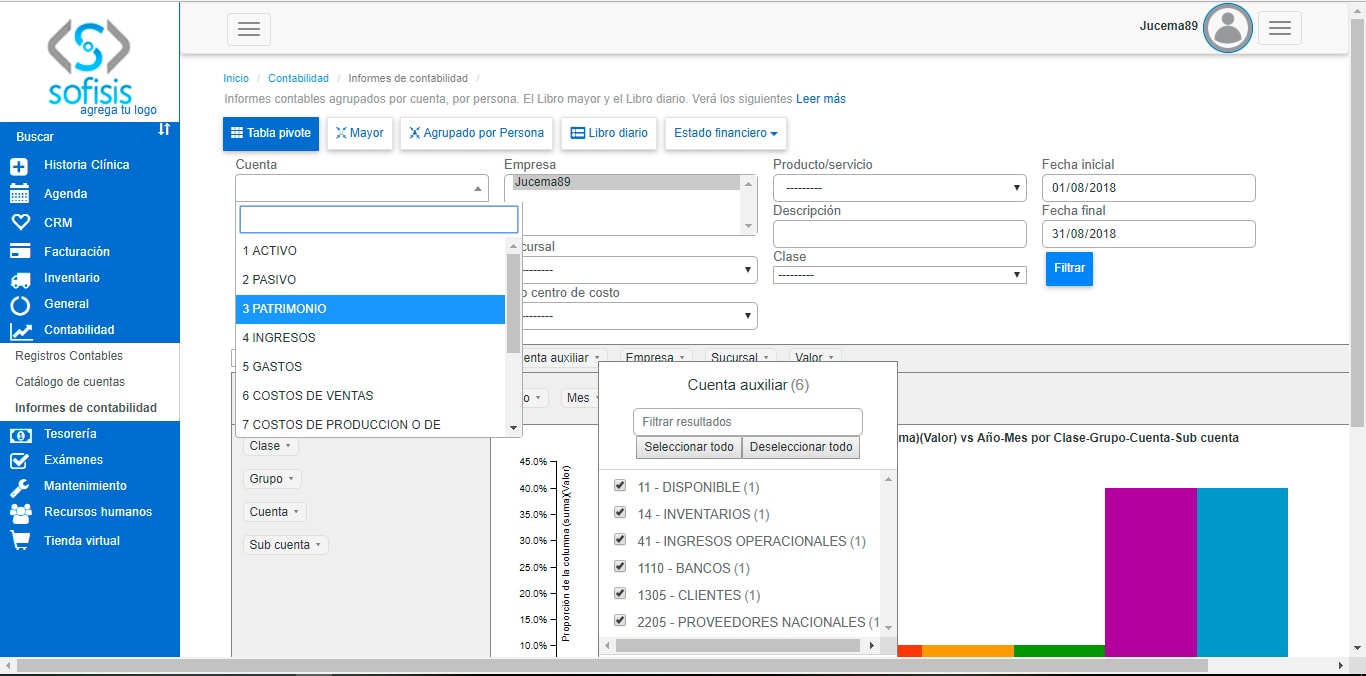 sofisis
agrega tu logo
Buscar
Historia Clínica
Agenda
CRM
Facturación
Inventario
General
Contabilidad
Registros Contables
Catálogo de cuentas
Informes de contabilidad
Tesorería
Exámenes
Mantenimiento
Recursos humanos
Tienda virtual
Jucema89
Inicio / Contabilidad / Informes de contabilidad /
Informes contables agrupados por cuenta, por persona. El Libro mayor y el Libro diario. Verá los siguientes Leer más
Tabla pivote Mayor Agrupado por Persona Libro diario Estado financiero
Cuenta
1 ACTIVO
2 PASIVO
3 PATRIMONIO
4 INGRESOS
5 GASTOS
6 COSTOS DE VENTAS
7 COSTOS DE PRODUCCION O DE
Empresa
Jucema89
ucursal
--------
centro de costo
--------
Producto/servicio
---------
Descripción
Clase
---------
Fecha inicial
01/08/2018
Fecha final
31/08/2018
Filtrar
enta auxiliar Empresa Sucursal Valor
o Mes
Clase
Grupo
Cuenta
Sub cuenta
Cuenta auxiliar (6)
Filtrar resultados
Seleccionar todo Deseleccionar todo
11 - DISPONIBLE (1)
14 - INVENTARIOS (1)
41 - INGRESOS OPERACIONALES (1)
1110 - BANCOS (1)
1305 - CLIENTES (1)
2205 - PROVEEDORES NACIONALES (1
ma)(Valor) vs Año-Mes por Clase-Grupo-Cuenta-Sub cuenta
45.0%
40.0%
35.0%
30.0%
25.0%
20.0%
15.0%
10.0%
Proporción de la columna (suma)(Valor)